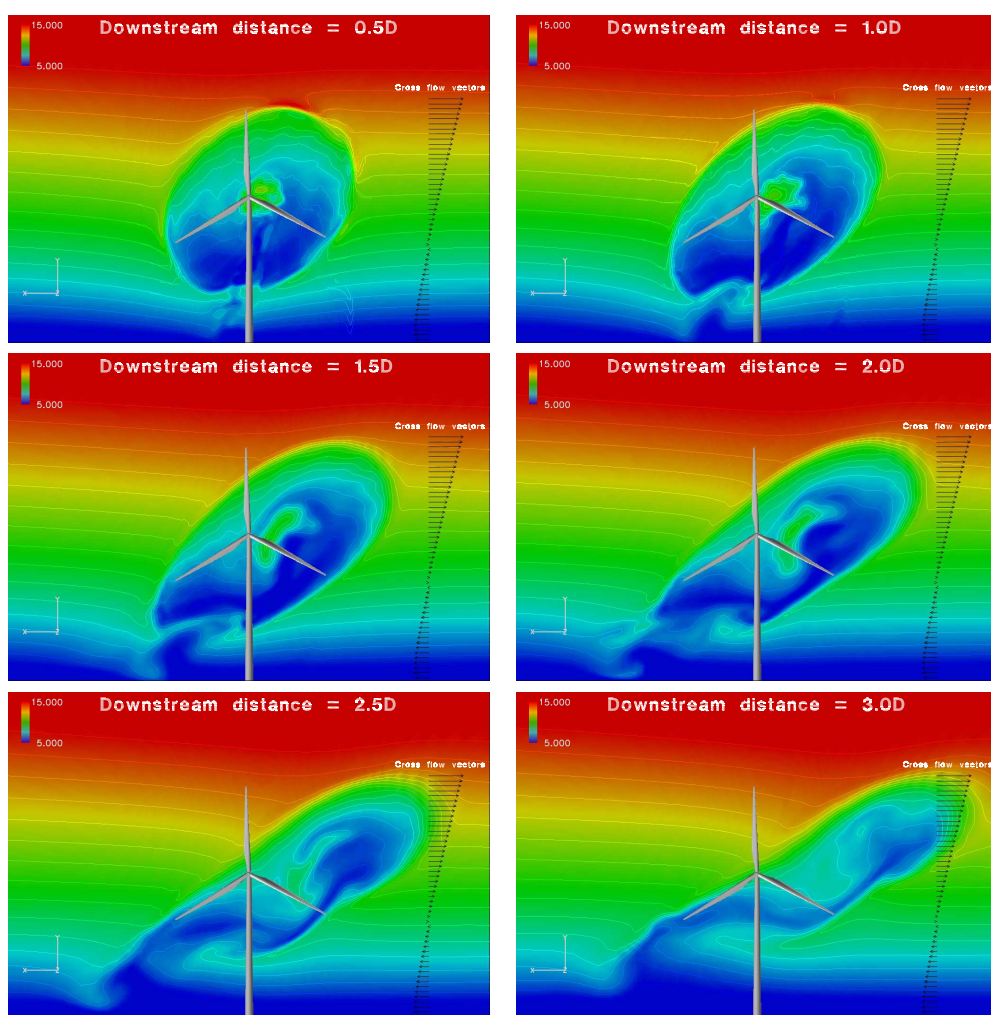 Downstream distance = 0.5D
15.000
5.000
Cross flow vectors
Y
X
Z
Downstream distance = 1.0D
15.000
5.000
Cross flow vectors
Y
X
Z
Downstream distance = 1.5D
15.000
5.000
Cross flow vectors
Y
X
Z
Downstream distance = 2.0D
15.000
5.000
Cross flow vectors
Y
X
Z
Downstream distance = 2.5D
15.000
5.000
Cross flow vectors
Y
X
Z
Downstream distance = 3.0D
15.000
5.000
Cross flow vectors
Y
X
Z